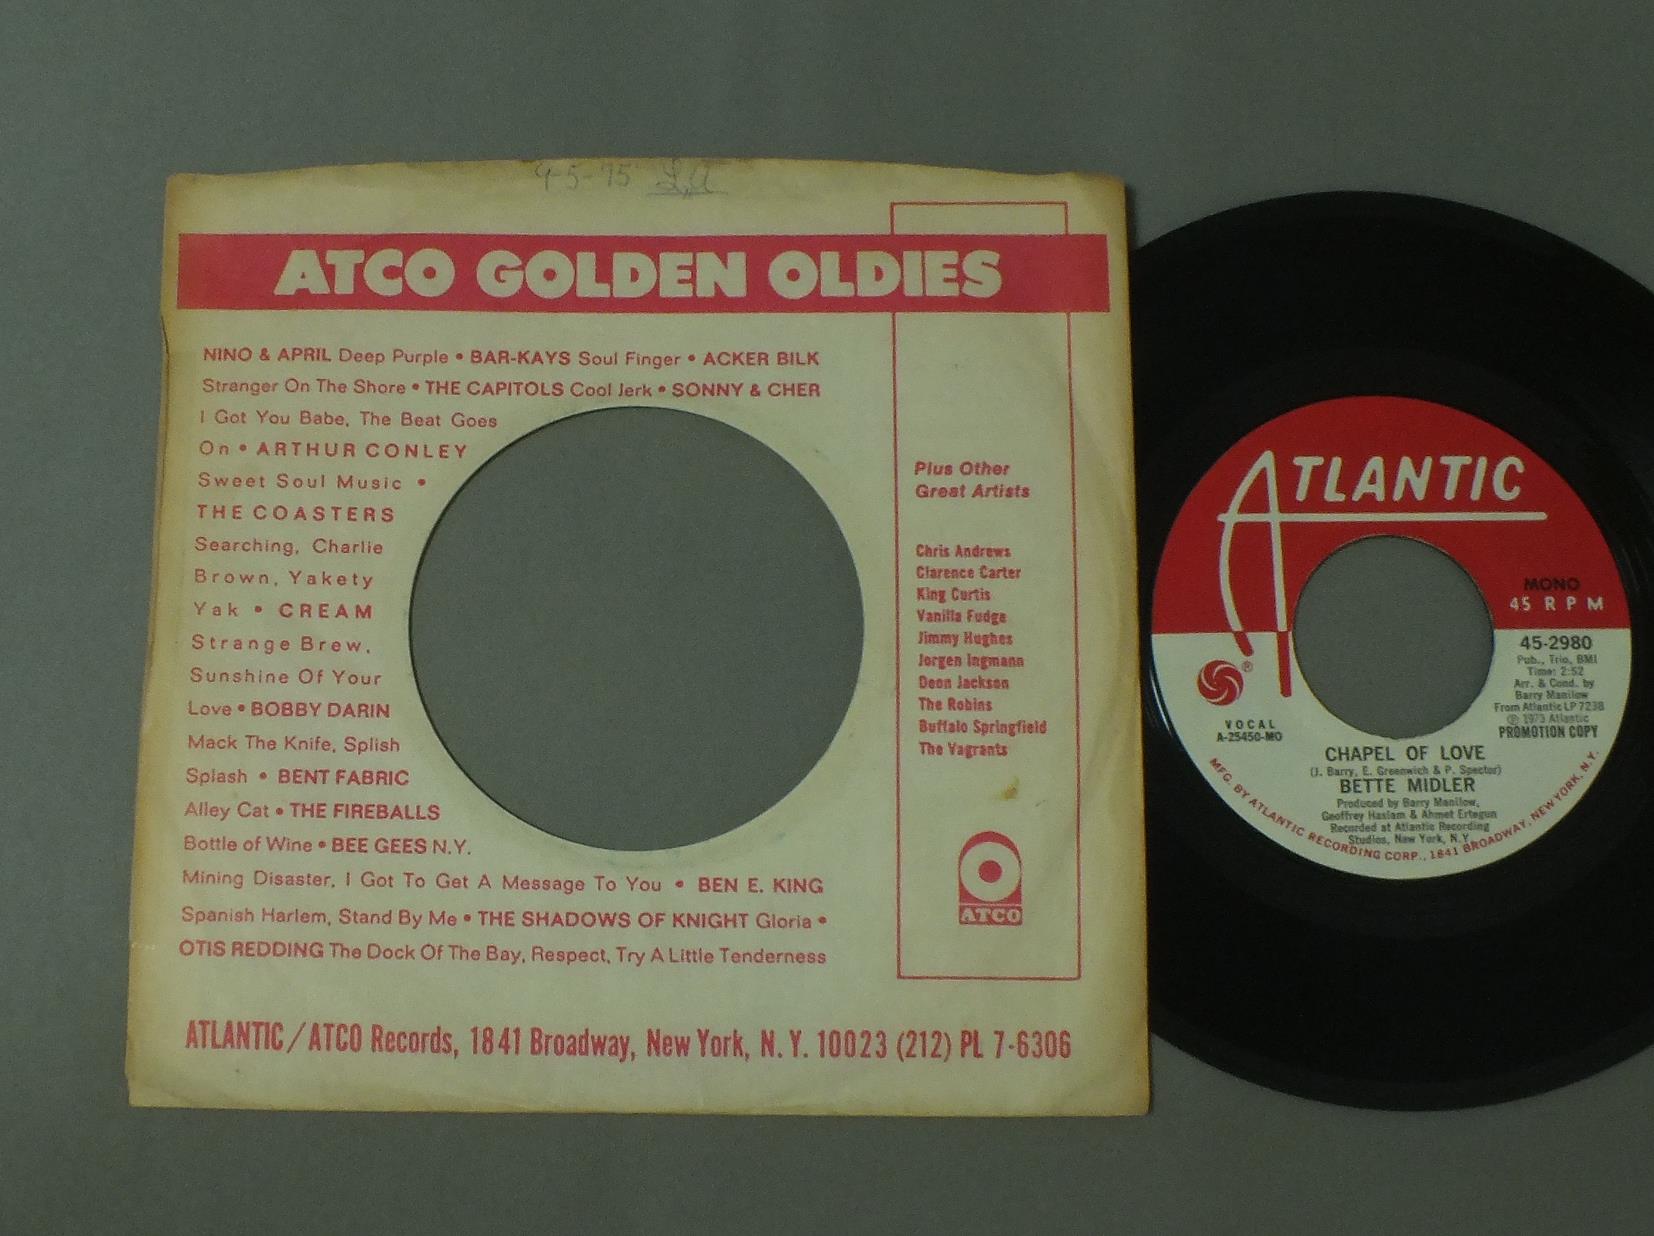 9-5-75 LA
ATCO GOLDEN OLDIES
NINO & APRIL Deep Purple • BAR-KAYS Soul Finger • ACKER BILK
Stranger On The Shore • THE CAPITOLS Cool Jerk • SONNY & CHER
I Got You Babe, The Beat Goes
On • ARTHUR CONLEY
Sweet Soul Music •
THE COASTERS
Searching, Charlie
Brown, Yakety
Yak • CREAM
Strange Brew,
Sunshine Of Your
Love • BOBBY DARIN
Mack The Knife, Splish
Splash • BENT FABRIC
Alley Cat • THE FIREBALLS
Bottle of Wine • BEE GEES N.Y.
Mining Disaster, I Got To Get A Message To You • BEN E. KING
Spanish Harlem, Stand By Me • THE SHADOWS OF KNIGHT Gloria •
OTIS REDDING The Dock Of The Bay, Respect, Try A Little Tenderness
Plus Other
Great Artists
Chris Andrews
Clarence Carter
King Curtis
Vanilla Fudge
Jimmy Hughes
Jorgen Ingmann
Deon Jackson
The Robins
Buffalo Springfield
The Vagrants
ATCO
ATLANTIC/ATCO Records, 1841 Broadway, New York, N.Y. 10023 (212) PL 7-6306
ATLANTIC
MONO
45 RPM
45-2980
Pub., Trio, BMI
Time: 2:52
Arr. & Cond. by
Barry Manilow
From Atlantic LP 7238
℗ 1973 Atlantic
PROMOTION COPY
®
VOCAL
A-25450-MO
CHAPEL OF LOVE
(J. Barry, E. Greenwich & P. Spector)
BETTE MIDLER
Produced by Barry Manilow,
Geoffrey Haslam & Ahmet Ertegun
Recorded at Atlantic Recording
Studios, New York, N.Y.
MFG. BY ATLANTIC RECORDING CORP., 1841 BROADWAY, NEW YORK, N.Y.